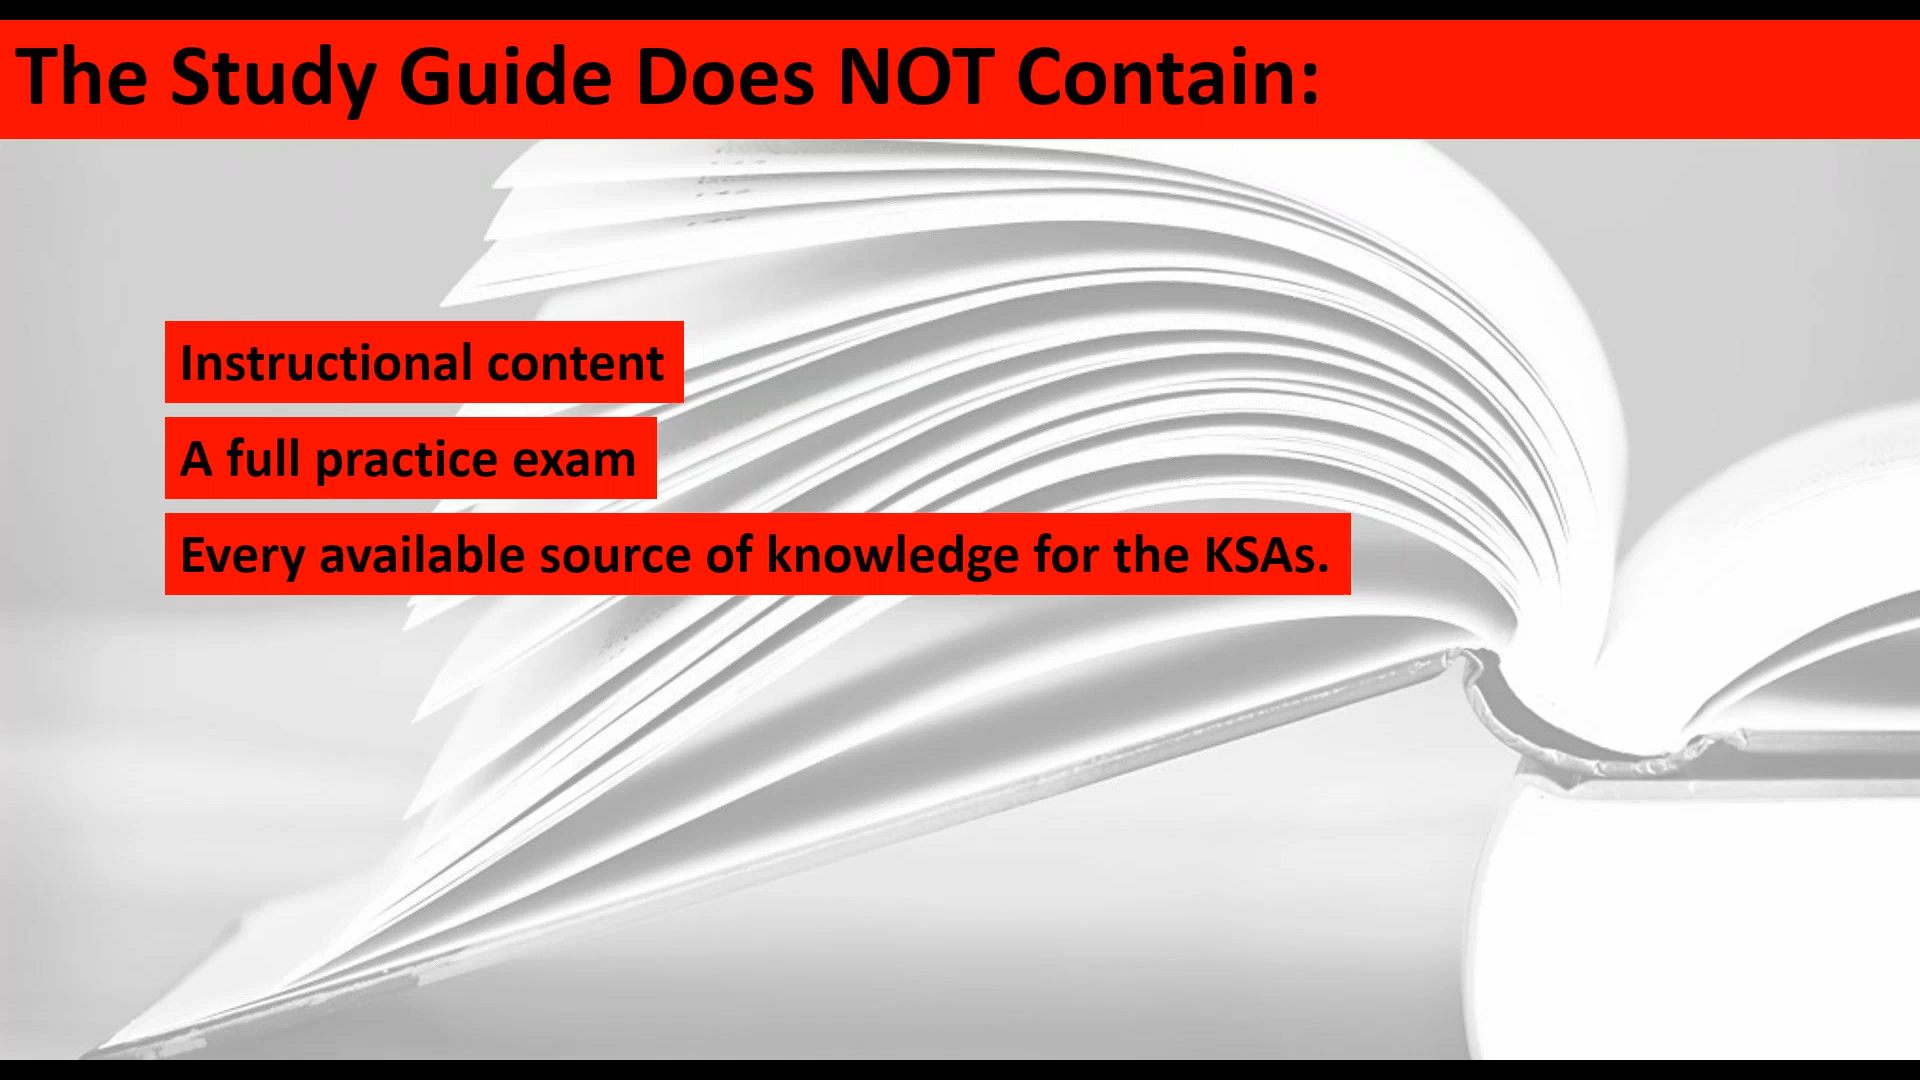 The Study Guide Does NOT Contain:
Instructional content
A full practice exam
Every available source of knowledge for the KSAs.